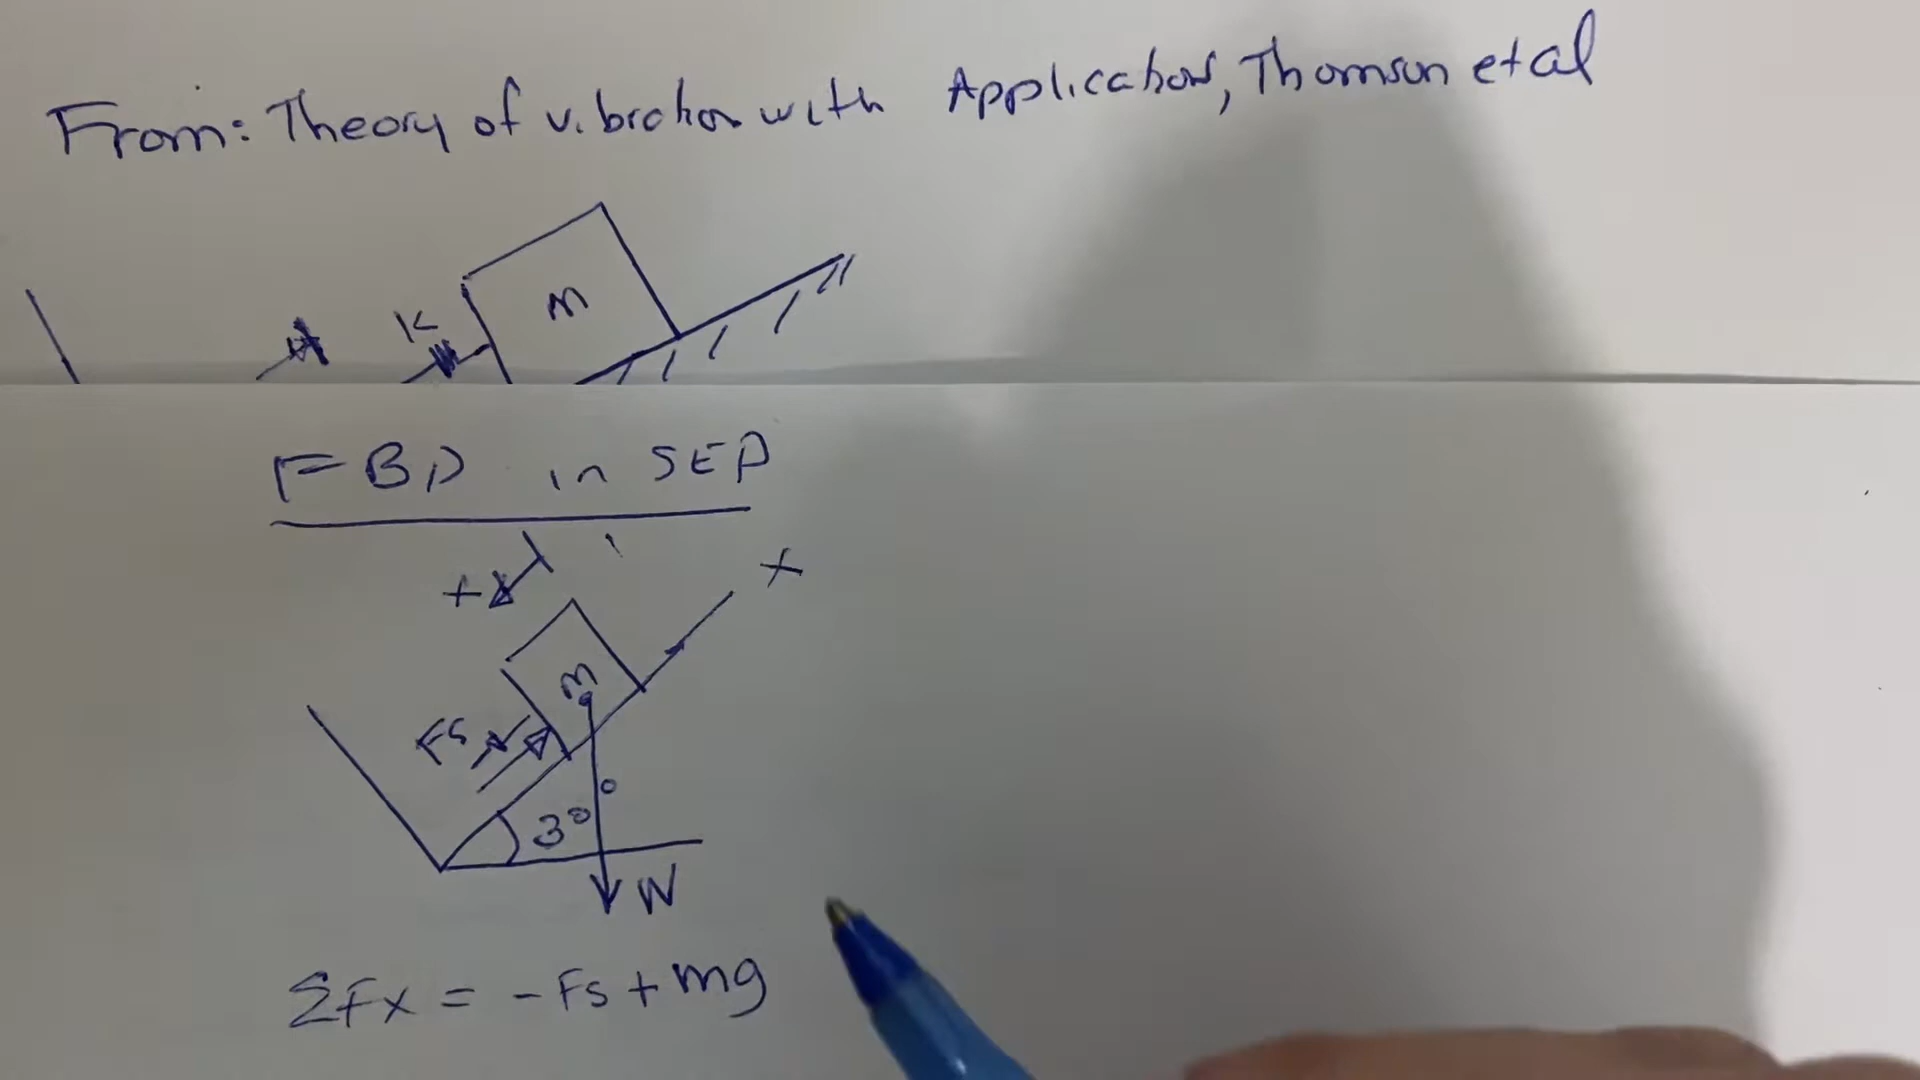 From: Theory of vibration with Applications, Thomson et al
m
K
FBD in SEP
+
x
m
Fs
30
W
ΣFx = -Fs + mg